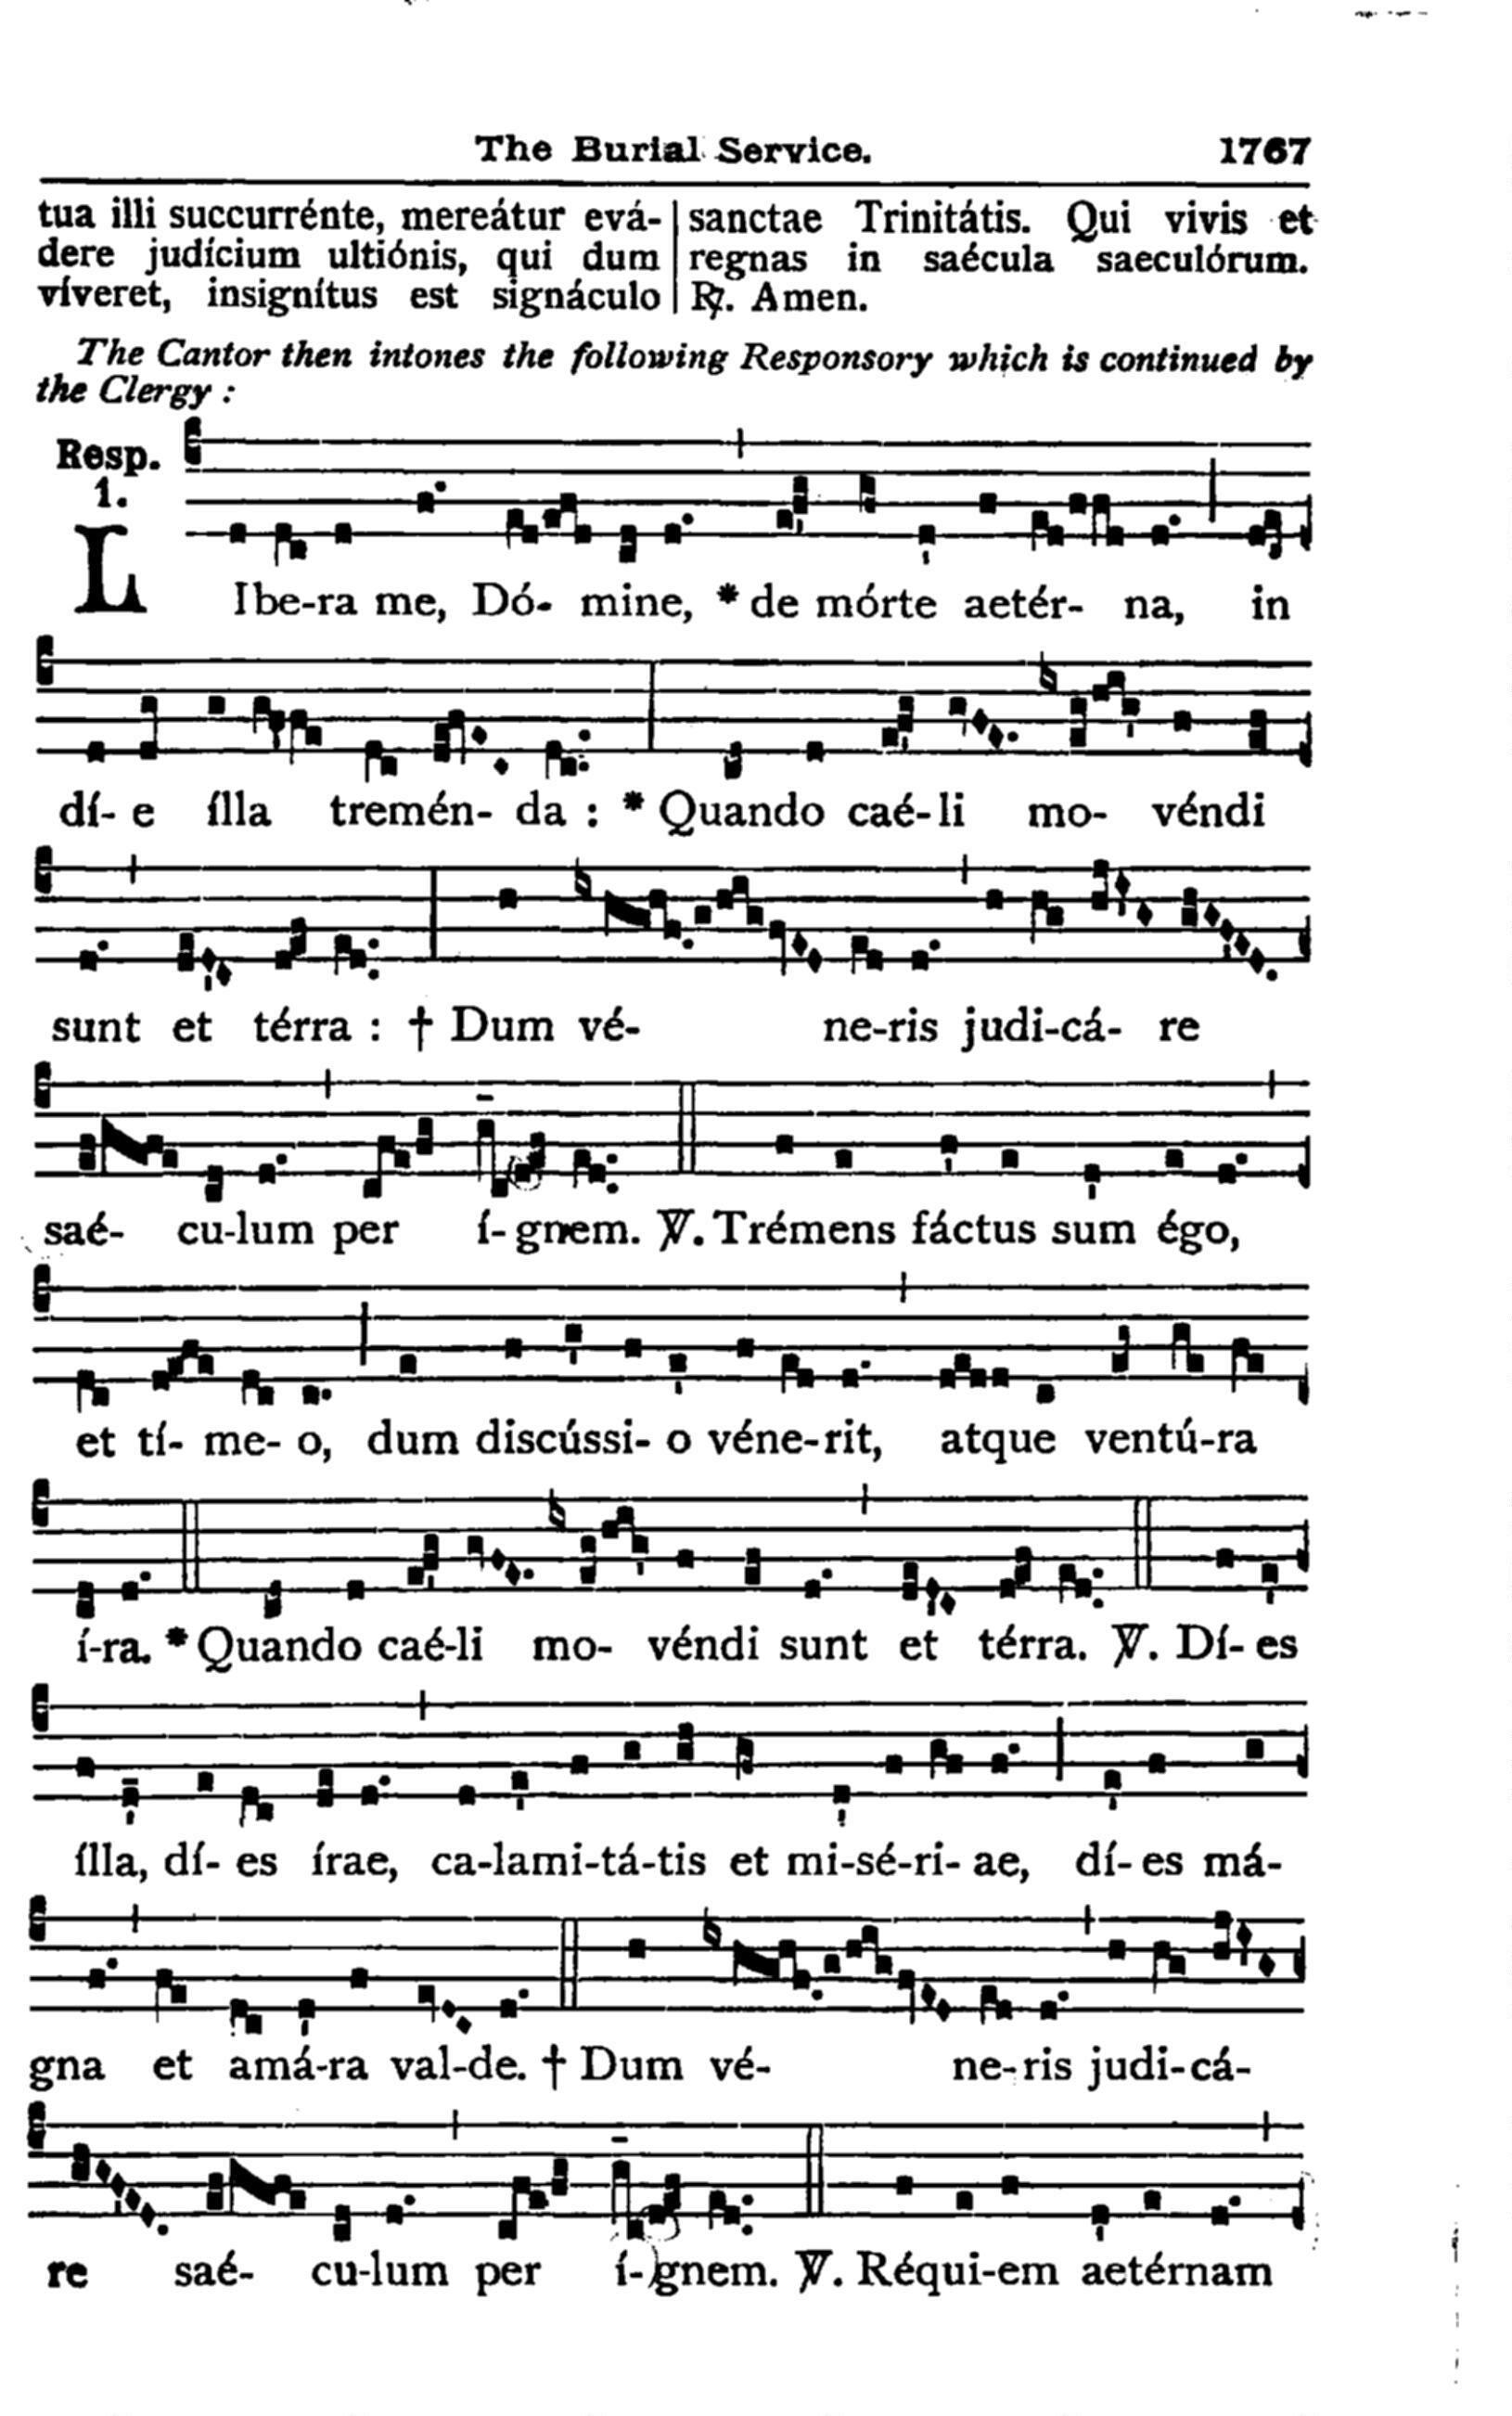 The Burial Service. 1767
tua illi succurrénte, mereátur evá-
dere judícium ultiónis, qui dum
víveret, insignítus est signáculo
sanctae Trinitátis. Qui vivis et
regnas in saécula saeculórum.
℟. Amen.
The Cantor then intones the following Responsory which is continued by
the Clergy :
Resp.
1.
LIbe-ra me, Dó- mine, * de mórte aetér- na, in
dí- e ílla tremén- da : * Quando caé-li mo- véndi
sunt et térra : † Dum vé- ne-ris judi-cá- re
saé- cu-lum per í- gnem. ℣. Trémens fáctus sum égo,
et tí- me- o, dum discússi- o véne-rit, atque ventú-ra
í-ra. * Quando caé-li mo- véndi sunt et térra. ℣. Dí- es
ílla, dí- es írae, ca-lami-tá-tis et mi-sé-ri- ae, dí- es má-
gna et amá-ra val-de. † Dum vé- ne- ris judi-cá-
re saé- cu-lum per í- gnem. ℣. Réqui-em aetérnam